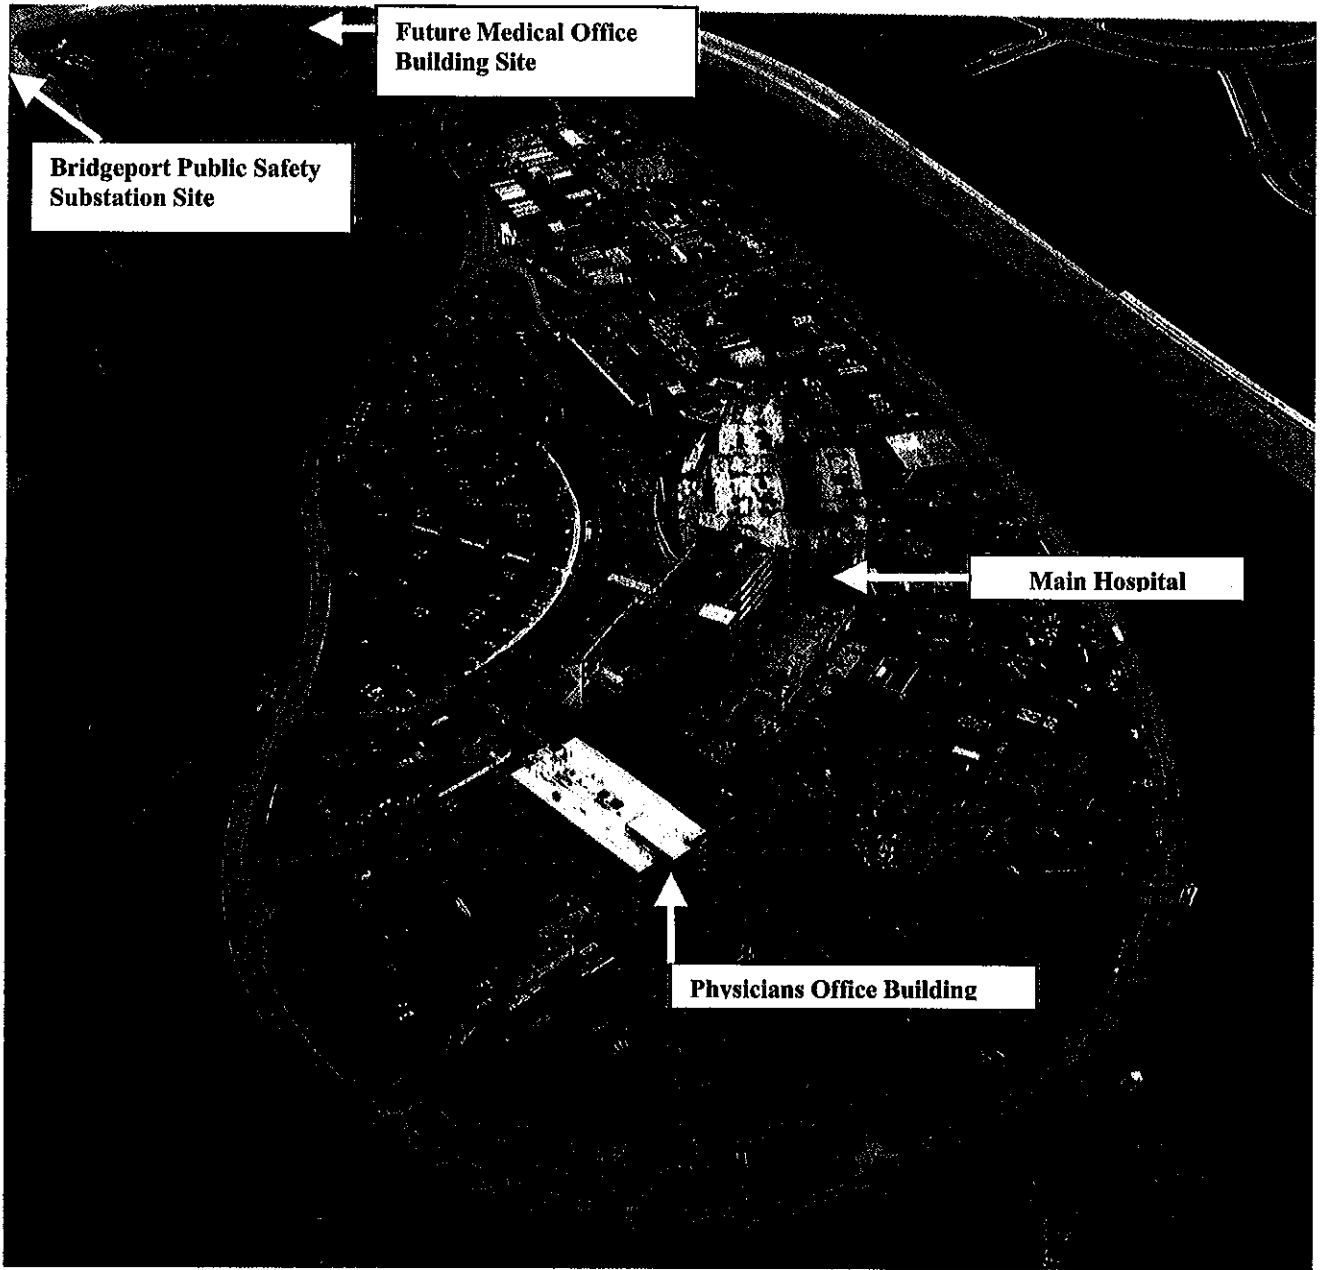 Future Medical Office
Building Site
Bridgeport Public Safety
Substation Site
Main Hospital
Physicians Office Building